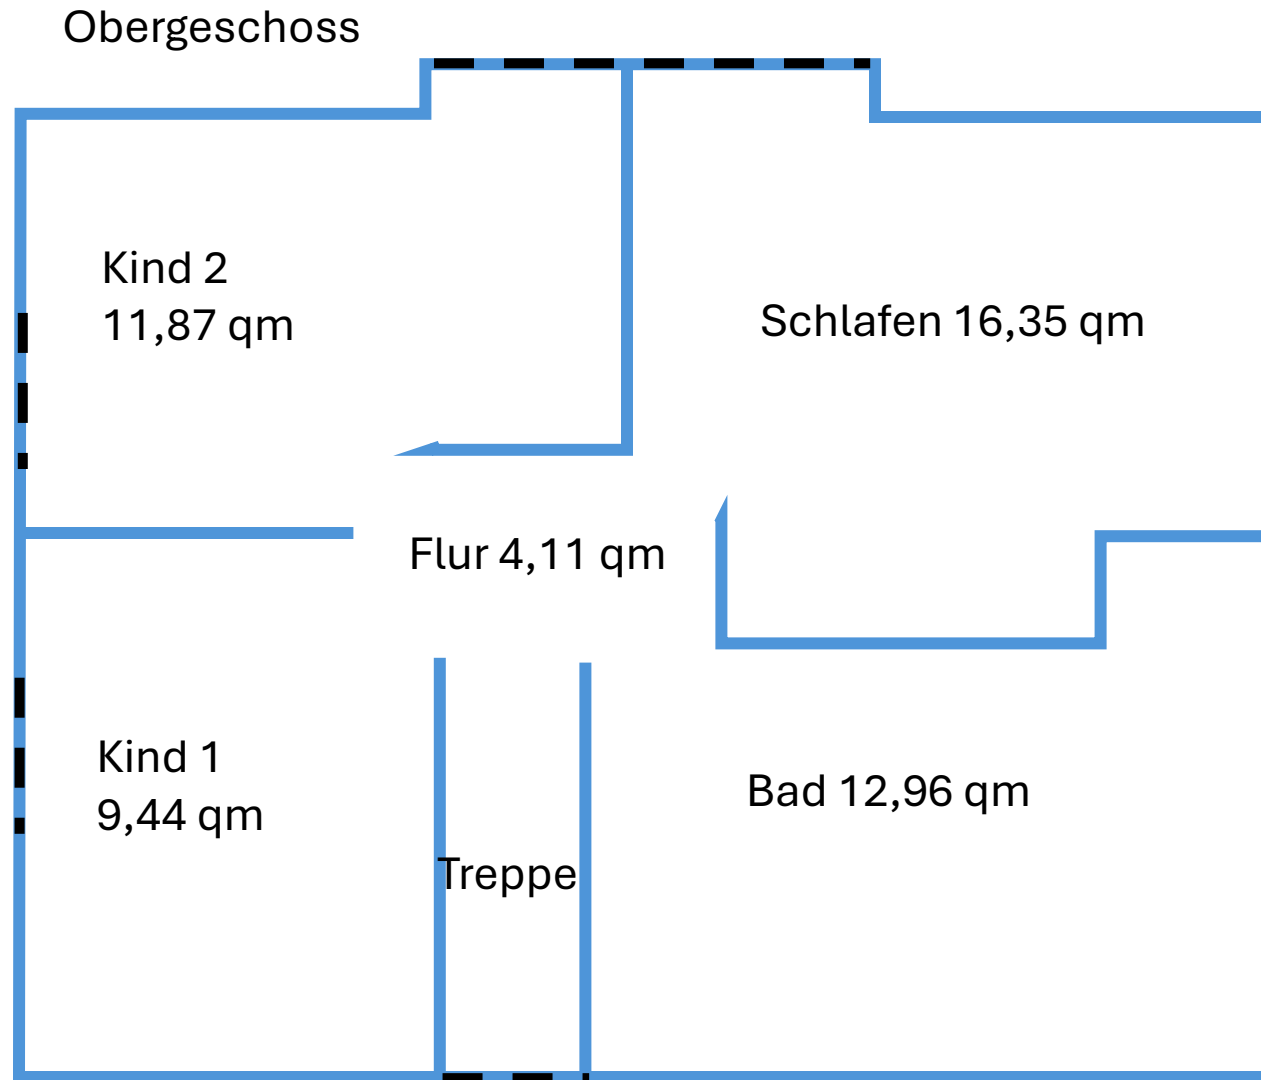 Obergeschoss
Kind 2
11,87 qm
Schlafen 16,35 qm
Flur 4,11 qm
Kind 1
9,44 qm
Bad 12,96 qm
Treppe